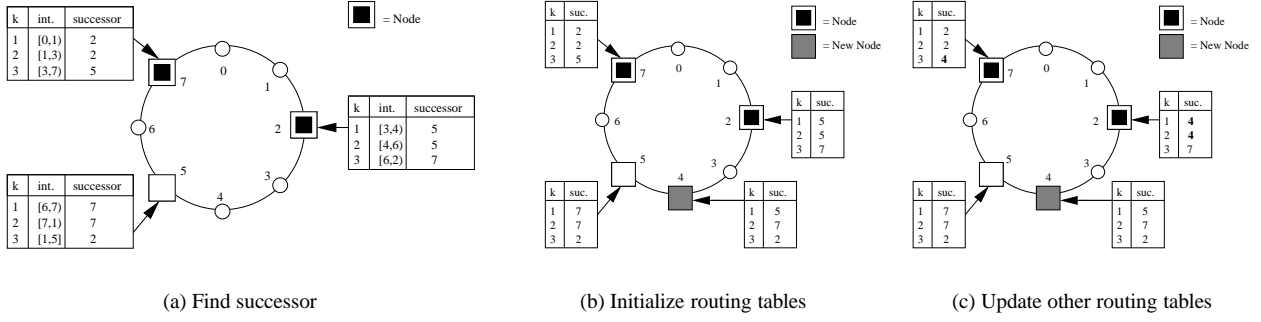 k int. successor
1 [0,1) 2
2 [1,3) 2
3 [3,7) 5
= Node
0
1
2
3
4
5
6
7
k int. successor
1 [3,4) 5
2 [4,6) 5
3 [6,2) 7
k int. successor
1 [6,7) 7
2 [7,1) 7
3 [1,5] 2
(a) Find successor
k suc.
1 2
2 2
3 5
= Node
= New Node
0
1
2
3
4
5
6
7
k suc.
1 5
2 5
3 7
k suc.
1 7
2 7
3 2
k suc.
1 5
2 7
3 2
(b) Initialize routing tables
k suc.
1 2
2 2
3 4
= Node
= New Node
0
1
2
3
4
5
6
7
k suc.
1 4
2 4
3 7
k suc.
1 7
2 7
3 2
k suc.
1 5
2 7
3 2
(c) Update other routing tables